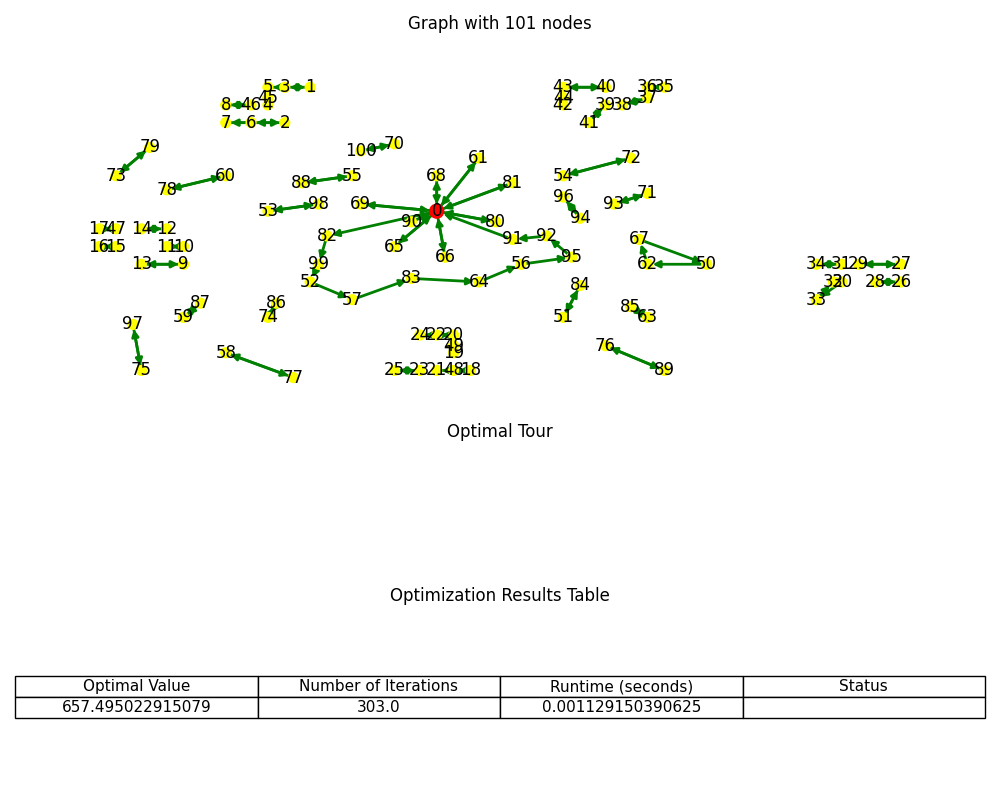 Graph with 101 nodes
5 3 1 43 40 36 35
45 44 37
8 46 4 42 39 38
7 6 2 41
79 100 70 61 72
73 78 60 88 55 68 81 54 96 93 71
53 98 69 0 90 80 94
17 47 14 12 82 65 66 91 92 67
16 15 11 10 13 9 99 56 95 62 50 34 31 29 27
52 83 64 84 28 26
57 33
87 59 86 74 51 85 63
97 24 22 20
58 49 19 76
75 77 25 23 21 48 18 89
Optimal Tour
Optimization Results Table
Optimal Value Number of Iterations Runtime (seconds) Status
657.495022915079 303.0 0.001129150390625